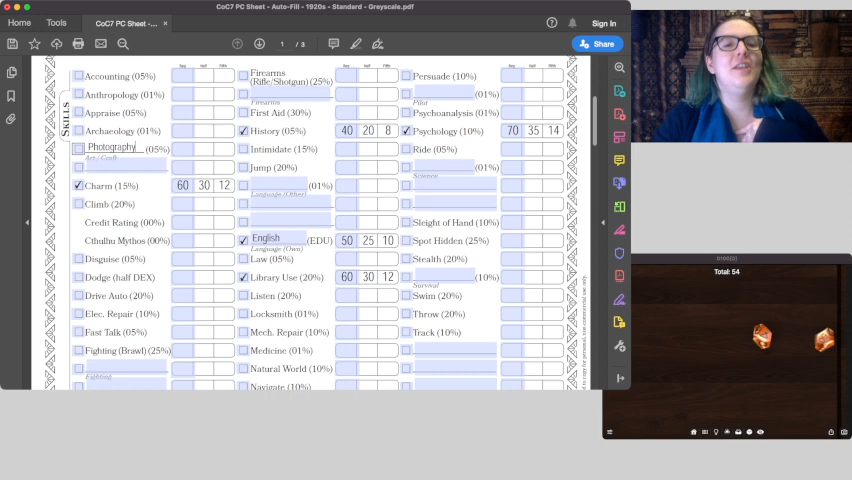 CoC7 PC Sheet - Auto-Fill - 1920s - Standard - Greyscale.pdf
Home Tools CoC7 PC Sheet - Auto-Fill - 1920s - Standard -... × Sign In
1 / 3 Share
SKILLS
Accounting (05%)
Anthropology (01%)
Appraise (05%)
Archaeology (01%)
Photography (05%)
Art / Craft
Charm (15%) 60 30 12
Climb (20%)
Credit Rating (00%)
Cthulhu Mythos (00%)
Disguise (05%)
Dodge (half DEX)
Drive Auto (20%)
Elec. Repair (10%)
Fast Talk (05%)
Fighting (Brawl) (25%)
Fighting
Firearms
(Rifle/Shotgun) (25%)
Firearms
First Aid (30%)
History (05%) 40 20 8
Intimidate (15%)
Jump (20%)
(01%)
Language (Other)
English (EDU) 50 25 10
Language (Own)
Law (05%)
Library Use (20%) 60 30 12
Listen (20%)
Locksmith (01%)
Mech. Repair (10%)
Medicine (01%)
Natural World (10%)
Navigate (10%)
Persuade (10%)
(01%)
Pilot
Psychoanalysis (01%)
Psychology (10%) 70 35 14
Ride (05%)
(01%)
Science
Sleight of Hand (10%)
Spot Hidden (25%)
Stealth (20%)
(10%)
Survival
Swim (20%)
Throw (20%)
Track (10%)
Total: 54